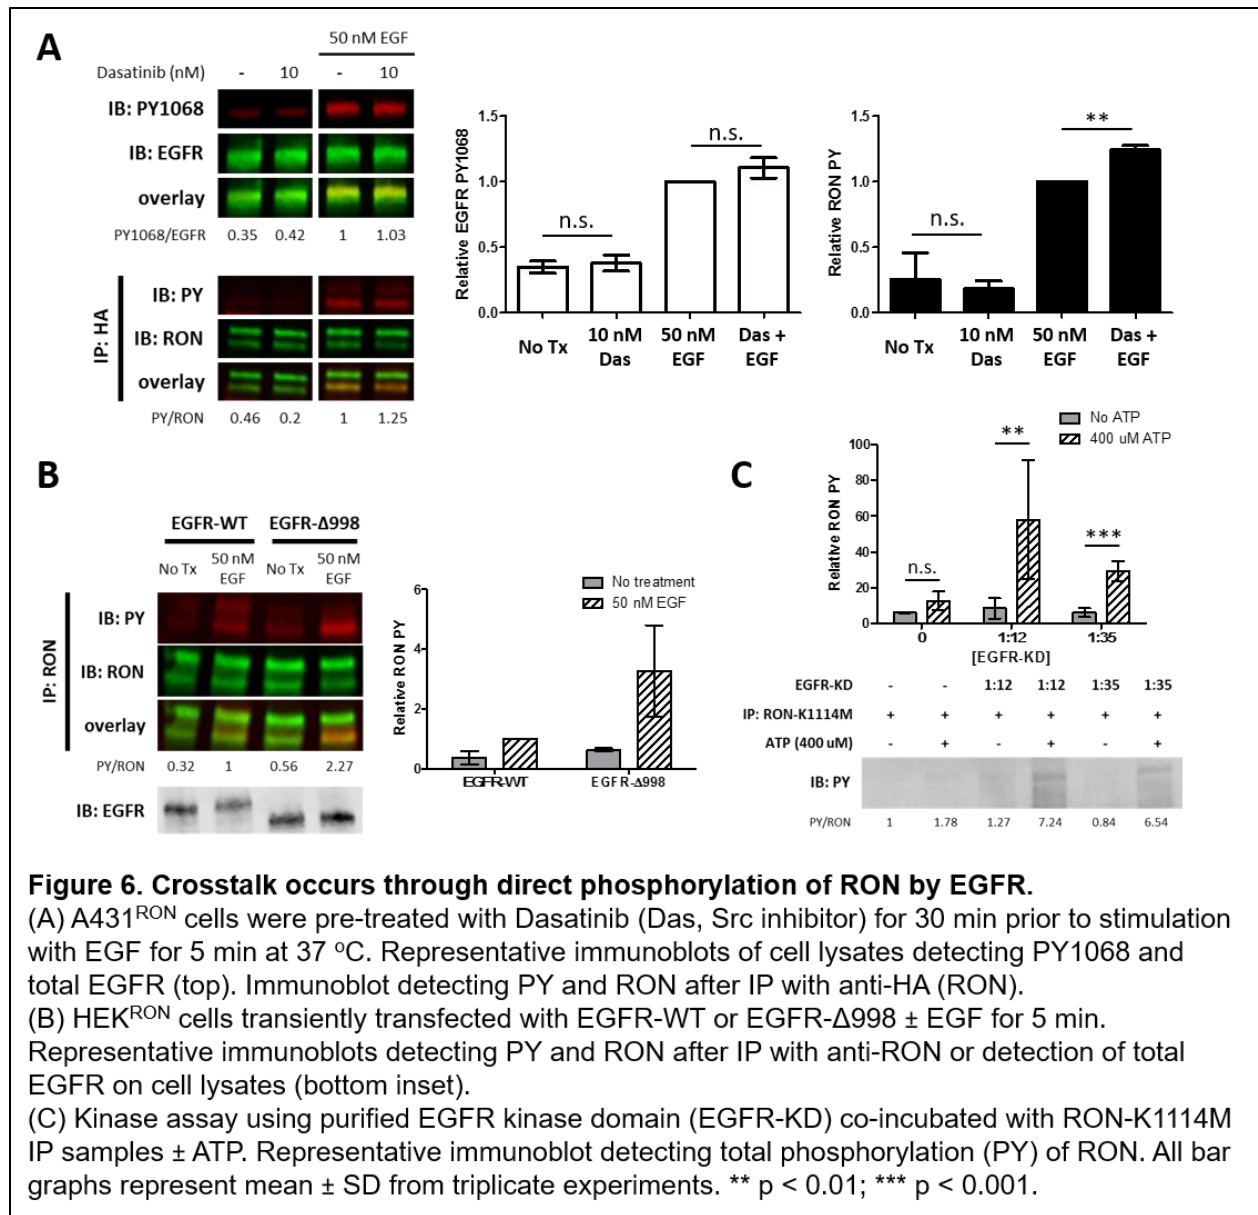 A
50 nM EGF
Dasatinib (nM) - 10 - 10
IB: PY1068
IB: EGFR
overlay
PY1068/EGFR 0.35 0.42 1 1.03
IP: HA
IB: PY
IB: RON
overlay
PY/RON 0.46 0.2 1 1.25
Relative EGFR PY1068
1.5
1.0
0.5
0.0
n.s.
n.s.
No Tx 10 nM Das 50 nM EGF Das + EGF
Relative RON PY
1.5
1.0
0.5
0.0
n.s.
**
No Tx 10 nM Das 50 nM EGF Das + EGF
B
EGFR-WT EGFR-Δ998
No Tx 50 nM EGF No Tx 50 nM EGF
IP: RON
IB: PY
IB: RON
overlay
PY/RON 0.32 1 0.56 2.27
IB: EGFR
Relative RON PY
6
4
2
0
No treatment
50 nM EGF
EGFR-WT EGFR-Δ998
C
No ATP
400 uM ATP
Relative RON PY
100
80
60
40
20
0
n.s.
**
***
0 1:12 1:35
[EGFR-KD]
EGFR-KD - - 1:12 1:12 1:35 1:35
IP: RON-K1114M + + + + + +
ATP (400 uM) - + - + - +
IB: PY
PY/RON 1 1.78 1.27 7.24 0.84 6.54
Figure 6. Crosstalk occurs through direct phosphorylation of RON by EGFR.
(A) A431RON cells were pre-treated with Dasatinib (Das, Src inhibitor) for 30 min prior to stimulation
with EGF for 5 min at 37 ºC. Representative immunoblots of cell lysates detecting PY1068 and
total EGFR (top). Immunoblot detecting PY and RON after IP with anti-HA (RON).
(B) HEKRON cells transiently transfected with EGFR-WT or EGFR-Δ998 ± EGF for 5 min.
Representative immunoblots detecting PY and RON after IP with anti-RON or detection of total
EGFR on cell lysates (bottom inset).
(C) Kinase assay using purified EGFR kinase domain (EGFR-KD) co-incubated with RON-K1114M
IP samples ± ATP. Representative immunoblot detecting total phosphorylation (PY) of RON. All bar
graphs represent mean ± SD from triplicate experiments. ** p < 0.01; *** p < 0.001.